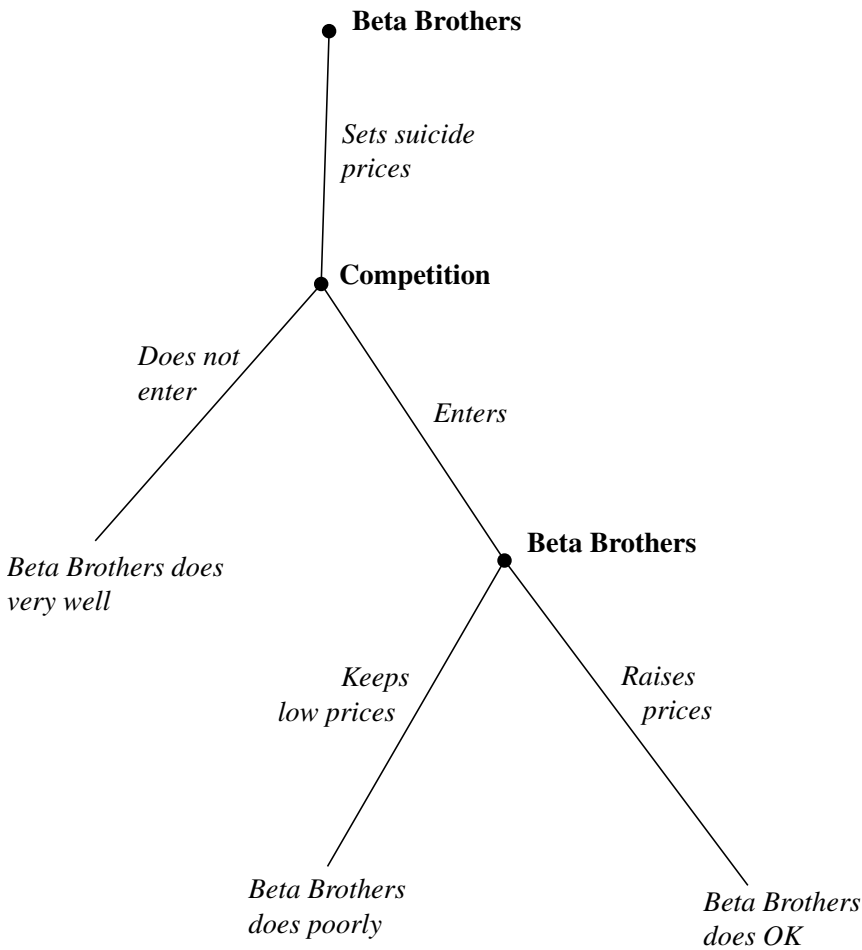 Beta Brothers
Sets suicide
prices
Competition
Does not
enter
Enters
Beta Brothers
Beta Brothers does
very well
Keeps
low prices
Raises
prices
Beta Brothers
does poorly
Beta Brothers
does OK